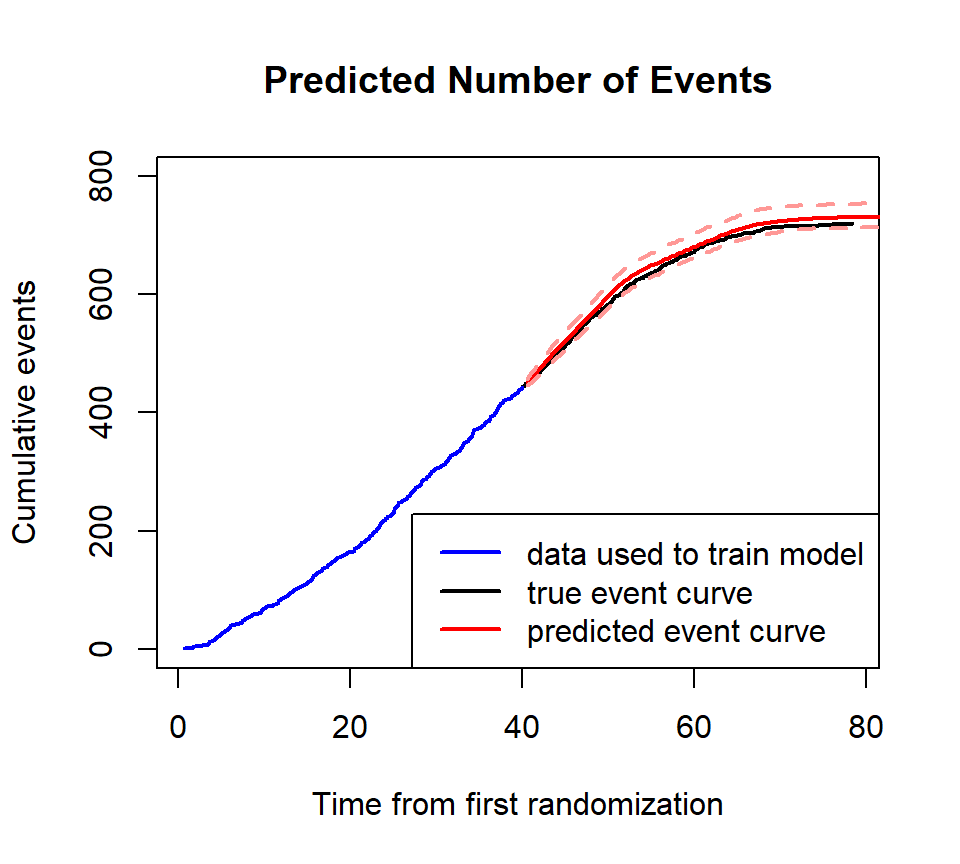 Predicted Number of Events
Cumulative events
800
600
400
200
0
data used to train model
true event curve
predicted event curve
0 20 40 60 80
Time from first randomization